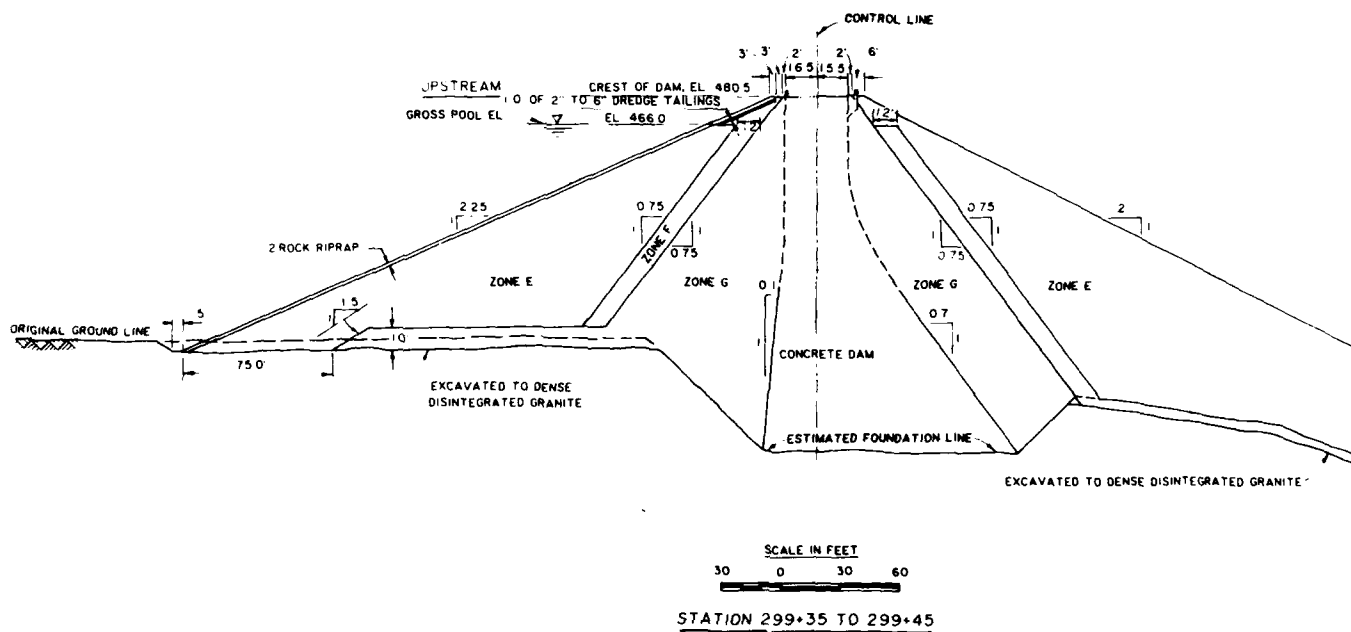 CONTROL LINE
3' 3' 2' 2' 6'
16.5 15.5
UPSTREAM CREST OF DAM, EL 480.5
1.0 OF 2" TO 6" DREDGE TAILINGS
GROSS POOL EL EL 466.0
12' 12'
2.25 1
0.75 1
0.75 1
0.75 1
0.75 1
2 1
2 ROCK RIPRAP
ZONE F
ZONE E
ZONE G
ZONE G
ZONE E
0.1 1
0.7 1
1.5 1
5
ORIGINAL GROUND LINE
10'
75.0'
CONCRETE DAM
EXCAVATED TO DENSE
DISINTEGRATED GRANITE
ESTIMATED FOUNDATION LINE
EXCAVATED TO DENSE DISINTEGRATED GRANITE
SCALE IN FEET
30 0 30 60
STATION 299+35 TO 299+45